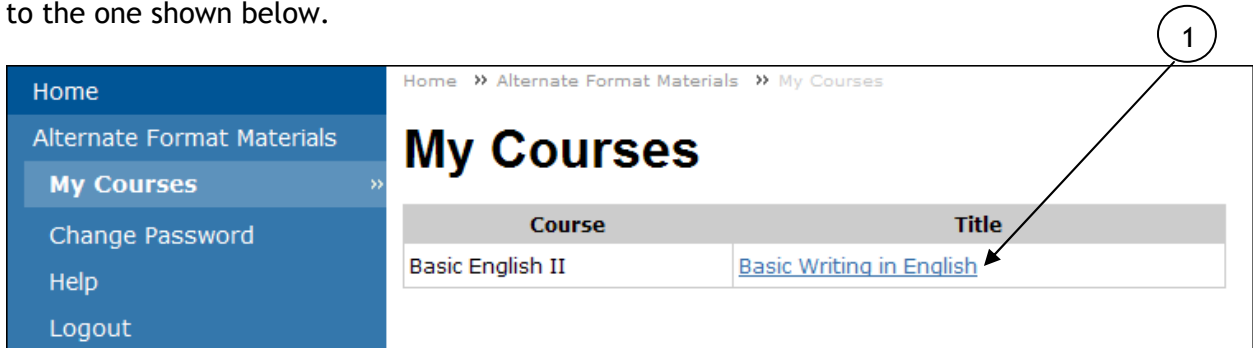 to the one shown below.
1
Home
Alternate Format Materials
My Courses »
Change Password
Help
Logout
Home » Alternate Format Materials » My Courses
My Courses
Course Title
Basic English II Basic Writing in English